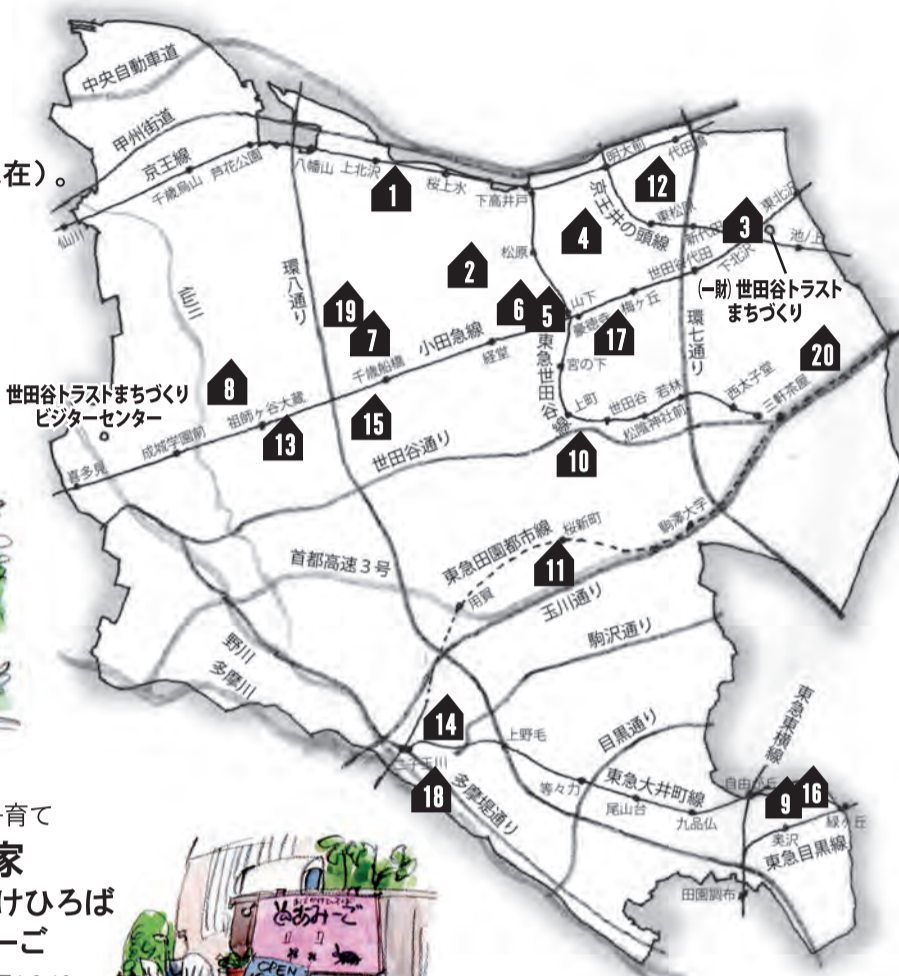 在）。
中央自動車道
甲州街道
京王線
仙川
千歳烏山
芦花公園
八幡山
上北沢
桜上水
下高井戸
明大前
代田橋
1
12
京王井の頭線
東松原
新代田
3
東北沢
池ノ上
4
松原
2
仙川
環八通り
世田谷代田
下北沢
(一財) 世田谷トラスト
まちづくり
19
7
6
5
山下
豪徳寺
梅ヶ丘
17
環七通り
小田急線
経堂
東急世田谷線
宮の下
20
8
千歳船橋
世田谷トラストまちづくり
ビジターセンター
祖師ヶ谷大蔵
成城学園前
喜多見
13
15
上町
世田谷
若林
松陰神社前
西太子堂
三軒茶屋
世田谷通り
10
首都高速３号
東急田園都市線
桜新町
駒澤大学
11
用賀
玉川通り
駒沢通り
野川
多摩川
14
二子玉川
上野毛
目黒通り
東急東横線
18
多摩堤通り
等々力
東急大井町線
尾山台
九品仏
自由が丘
9
16
緑ヶ丘
奥沢
東急目黒線
田園調布
育て
家
けひろば
ーご
あみーご
OPEN